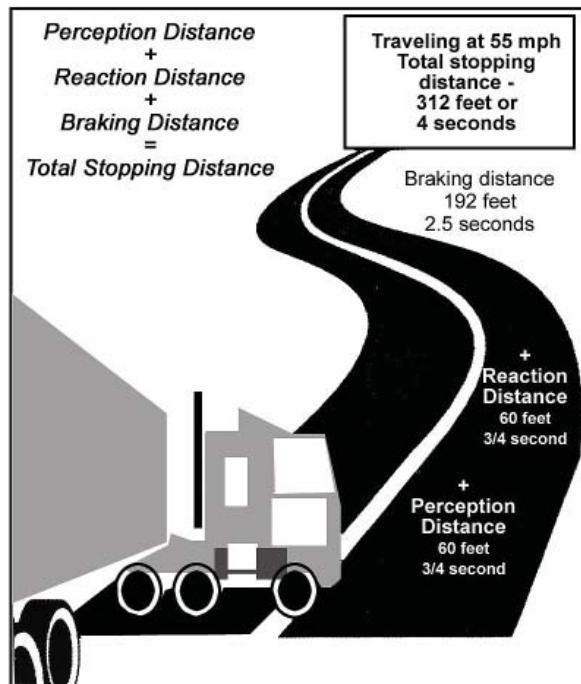 Perception Distance
+
Reaction Distance
+
Braking Distance
=
Total Stopping Distance
Traveling at 55 mph
Total stopping
distance -
312 feet or
4 seconds
Braking distance
192 feet
2.5 seconds
+
Reaction
Distance
60 feet
3/4 second
+
Perception
Distance
60 feet
3/4 second